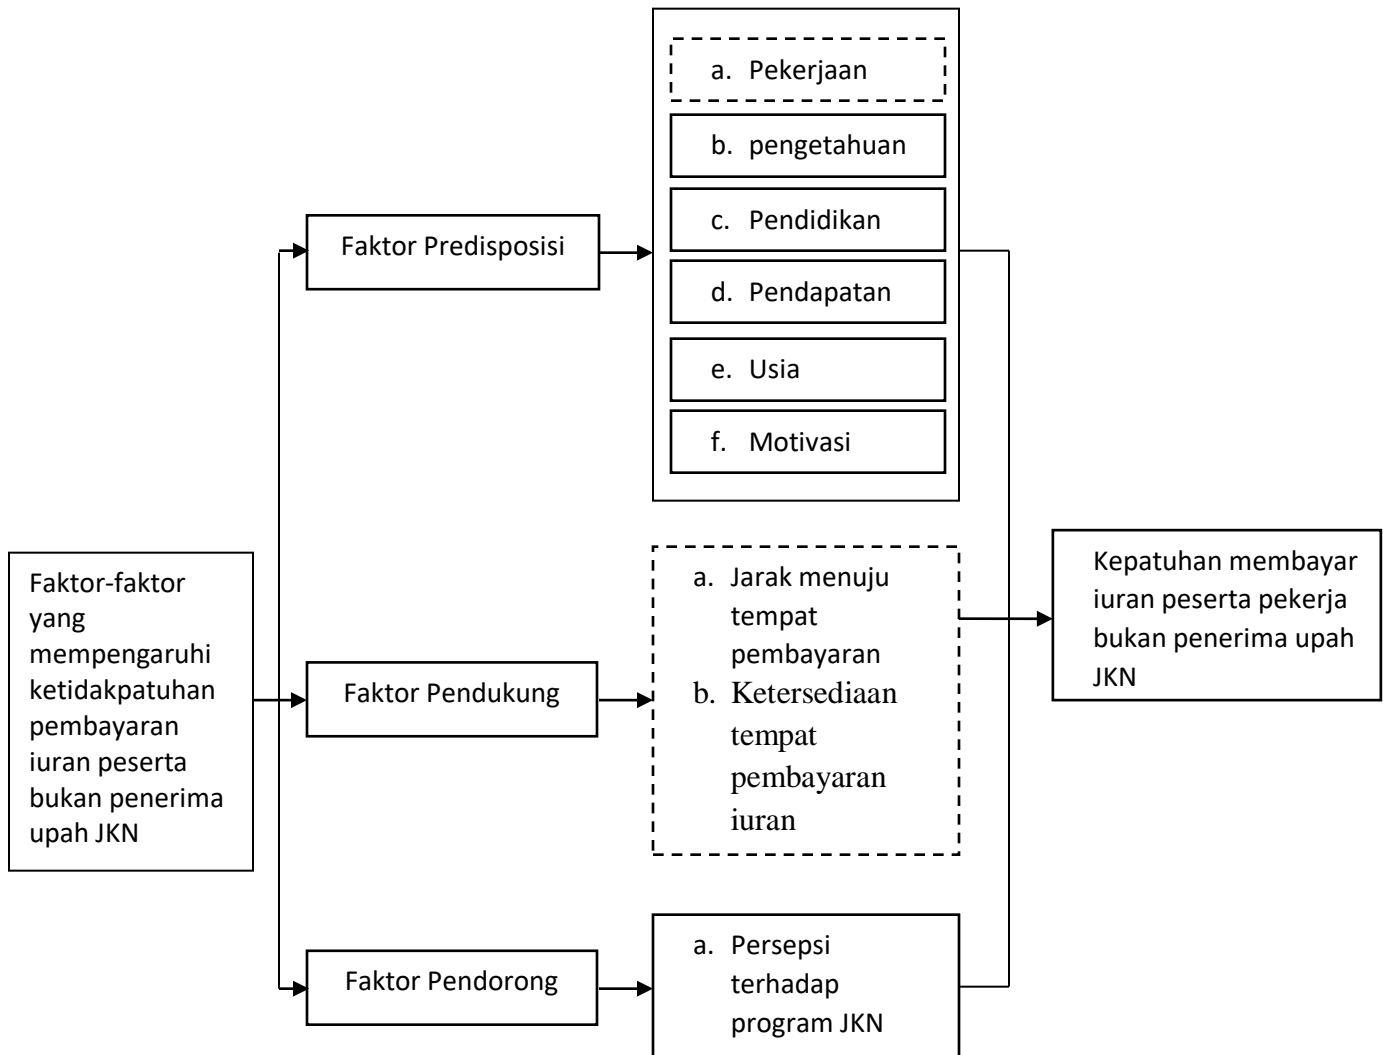 a. Pekerjaan
b. pengetahuan
c. Pendidikan
Faktor Predisposisi
d. Pendapatan
e. Usia
f. Motivasi
Faktor-faktor
yang
mempengaruhi
ketidakpatuhan
pembayaran
iuran peserta
bukan penerima
upah JKN
Faktor Pendukung
a. Jarak menuju
tempat
pembayaran
b. Ketersediaan
tempat
pembayaran
iuran
Kepatuhan membayar
iuran peserta pekerja
bukan penerima upah
JKN
Faktor Pendorong
a. Persepsi
terhadap
program JKN